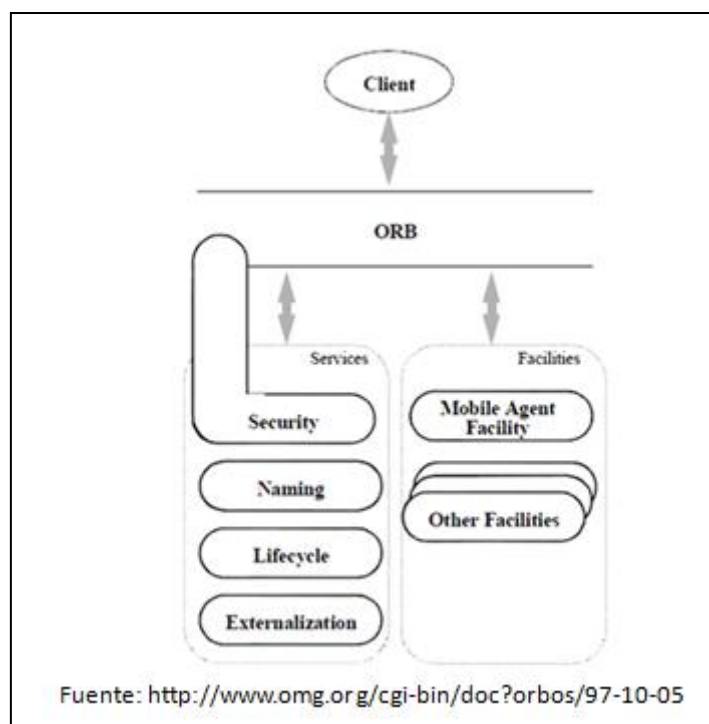 Client
ORB
Services
Facilities
Security
Mobile Agent
Facility
Naming
Other Facilities
Lifecycle
Externalization
Fuente: http://www.omg.org/cgi-bin/doc?orbos/97-10-05